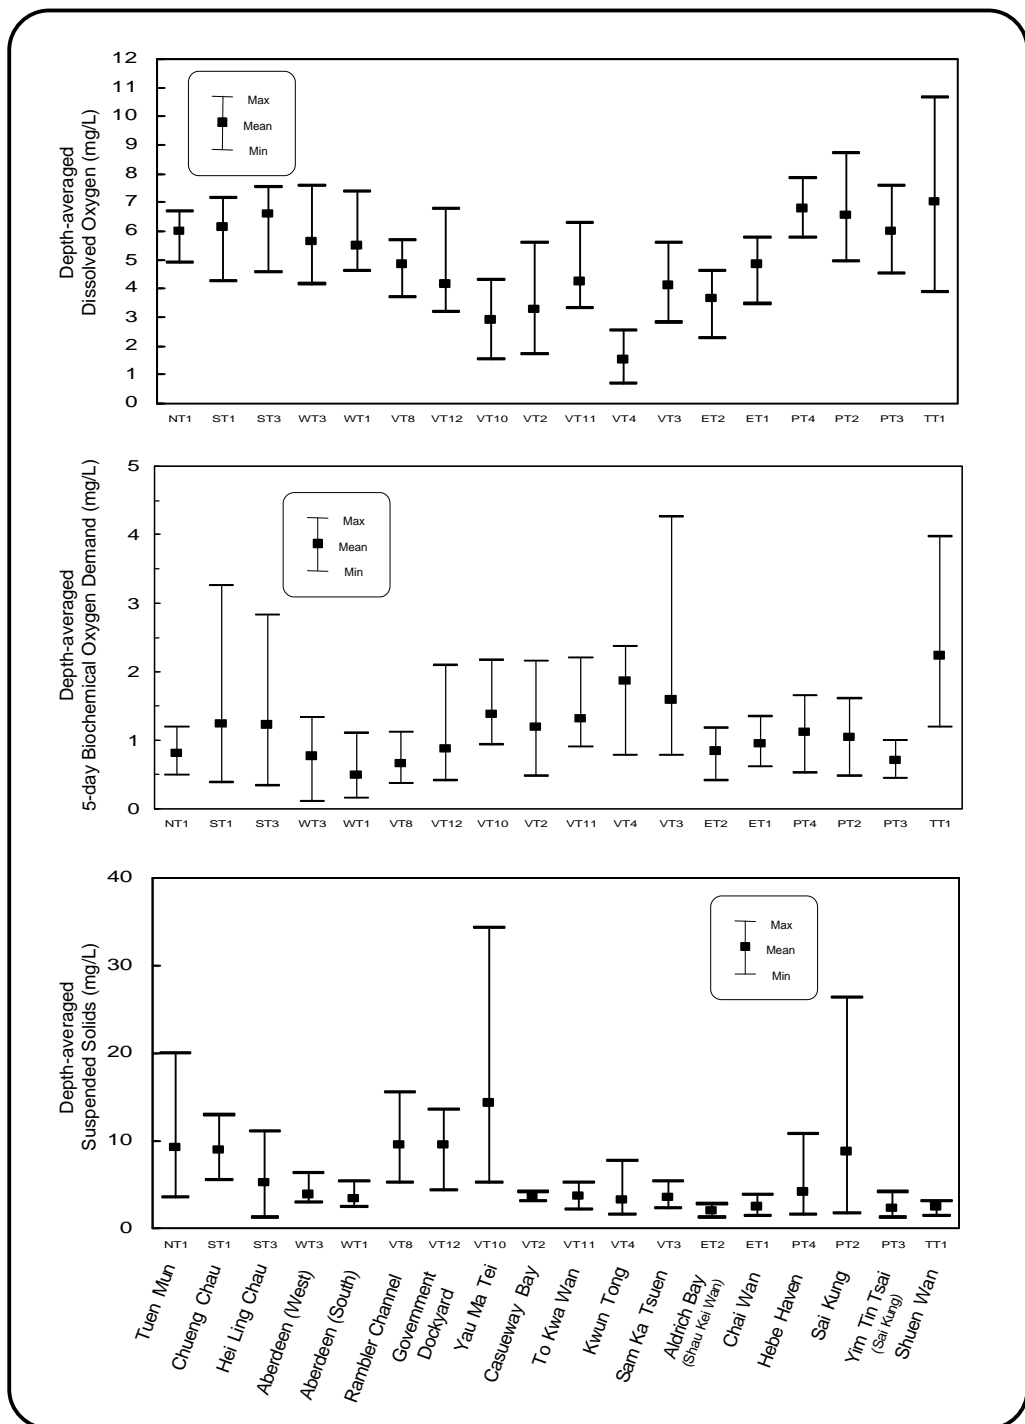 Depth-averaged
Dissolved Oxygen (mg/L)
12
11
10
9
8
7
6
5
4
3
2
1
0
Max
Mean
Min
NT1 ST1 ST3 WT3 WT1 VT8 VT12 VT10 VT2 VT11 VT4 VT3 ET2 ET1 PT4 PT2 PT3 TT1
Depth-averaged
5-day Biochemical Oxygen Demand (mg/L)
5
4
3
2
1
0
Max
Mean
Min
NT1 ST1 ST3 WT3 WT1 VT8 VT12 VT10 VT2 VT11 VT4 VT3 ET2 ET1 PT4 PT2 PT3 TT1
Depth-averaged
Suspended Solids (mg/L)
40
30
20
10
0
Max
Mean
Min
NT1 ST1 ST3 WT3 WT1 VT8 VT12 VT10 VT2 VT11 VT4 VT3 ET2 ET1 PT4 PT2 PT3 TT1
Tuen Mun
Chueng Chau
Hei Ling Chau
Aberdeen (West)
Aberdeen (South)
Rambler Channel
Government
Dockyard
Yau Ma Tei
Casueway Bay
To Kwa Wan
Kwun Tong
Sam Ka Tsuen
Aldrich Bay
(Shau Kei Wan)
Chai Wan
Hebe Haven
Sai Kung
Yim Tin Tsai
(Sai Kung)
Shuen Wan